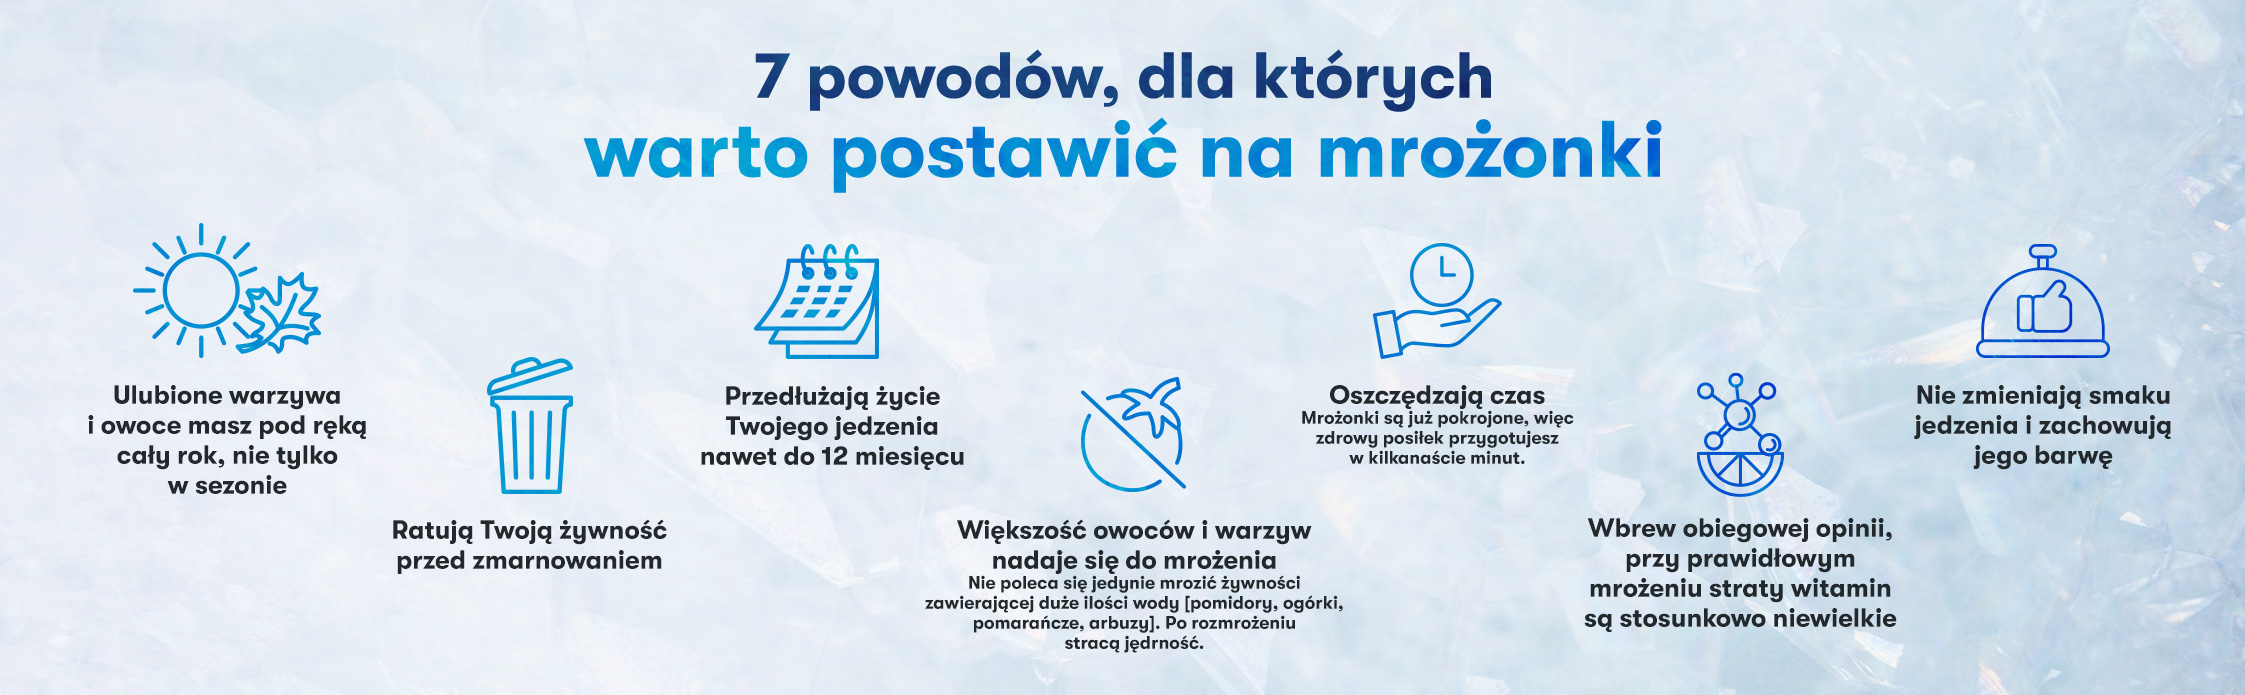 7 powodów, dla których
warto postawić na mrożonki
Ulubione warzywa
i owoce masz pod ręką
cały rok, nie tylko
w sezonie
Ratują Twoją żywność
przed zmarnowaniem
Przedłużają życie
Twojego jedzenia
nawet do 12 miesięcu
Większość owoców i warzyw
nadaje się do mrożenia
Nie poleca się jedynie mrozić żywności
zawierającej duże ilości wody [pomidory, ogórki,
pomarańcze, arbuzy]. Po rozmrożeniu
stracą jędrność.
Oszczędzają czas
Mrożonki są już pokrojone, więc
zdrowy posiłek przygotujesz
w kilkanaście minut.
Wbrew obiegowej opinii,
przy prawidłowym
mrożeniu straty witamin
są stosunkowo niewielkie
Nie zmieniają smaku
jedzenia i zachowują
jego barwę